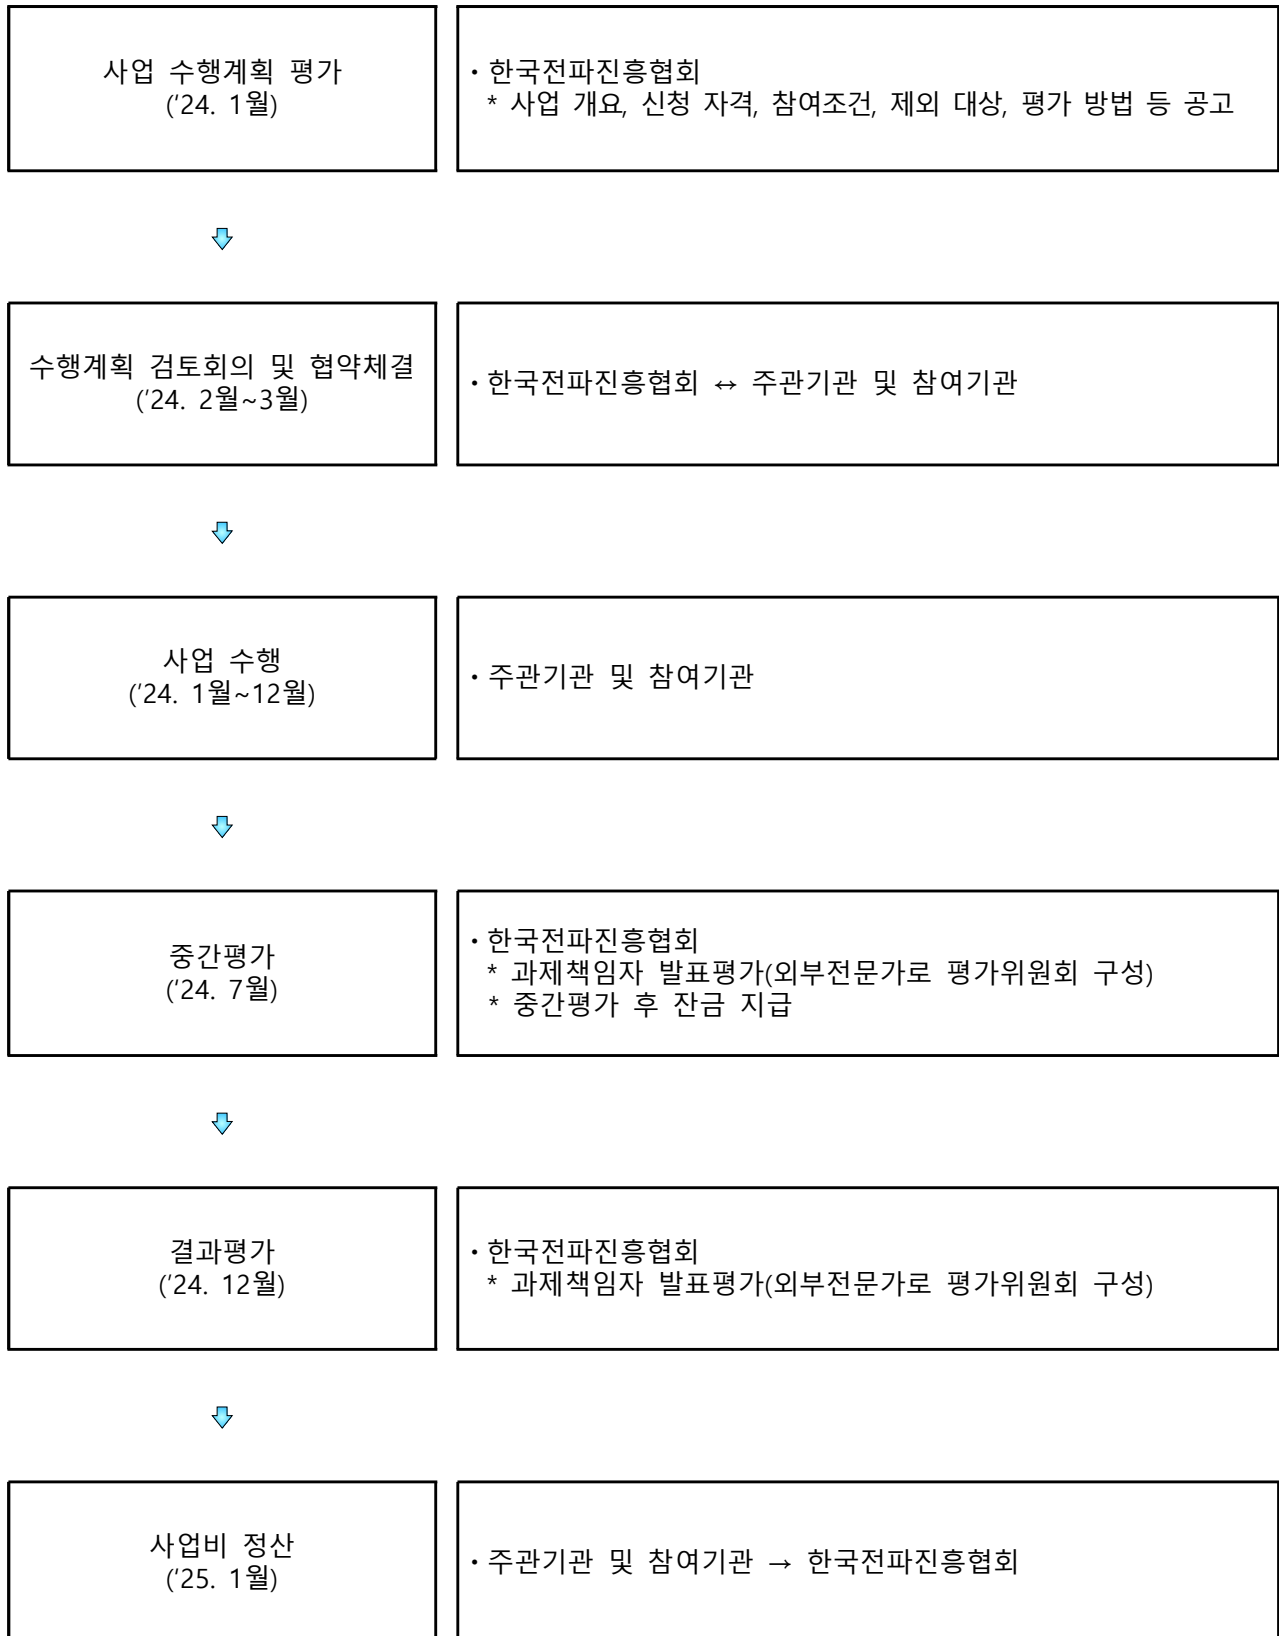 사업 수행계획 평가
('24. 1월)
· 한국전파진흥협회
* 사업 개요, 신청 자격, 참여조건, 제외 대상, 평가 방법 등 공고
수행계획 검토회의 및 협약체결
('24. 2월~3월)
· 한국전파진흥협회 ↔ 주관기관 및 참여기관
사업 수행
('24. 1월~12월)
· 주관기관 및 참여기관
중간평가
('24. 7월)
· 한국전파진흥협회
* 과제책임자 발표평가(외부전문가로 평가위원회 구성)
* 중간평가 후 잔금 지급
결과평가
('24. 12월)
· 한국전파진흥협회
* 과제책임자 발표평가(외부전문가로 평가위원회 구성)
사업비 정산
('25. 1월)
· 주관기관 및 참여기관 → 한국전파진흥협회